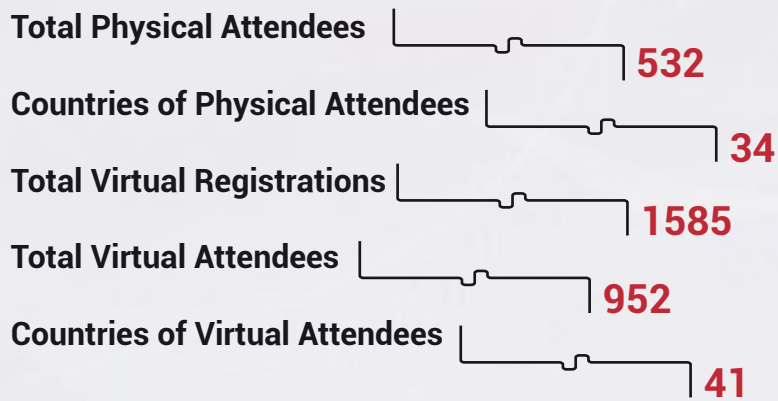 Total Physical Attendees
532
Countries of Physical Attendees
34
Total Virtual Registrations
1585
Total Virtual Attendees
952
Countries of Virtual Attendees
41